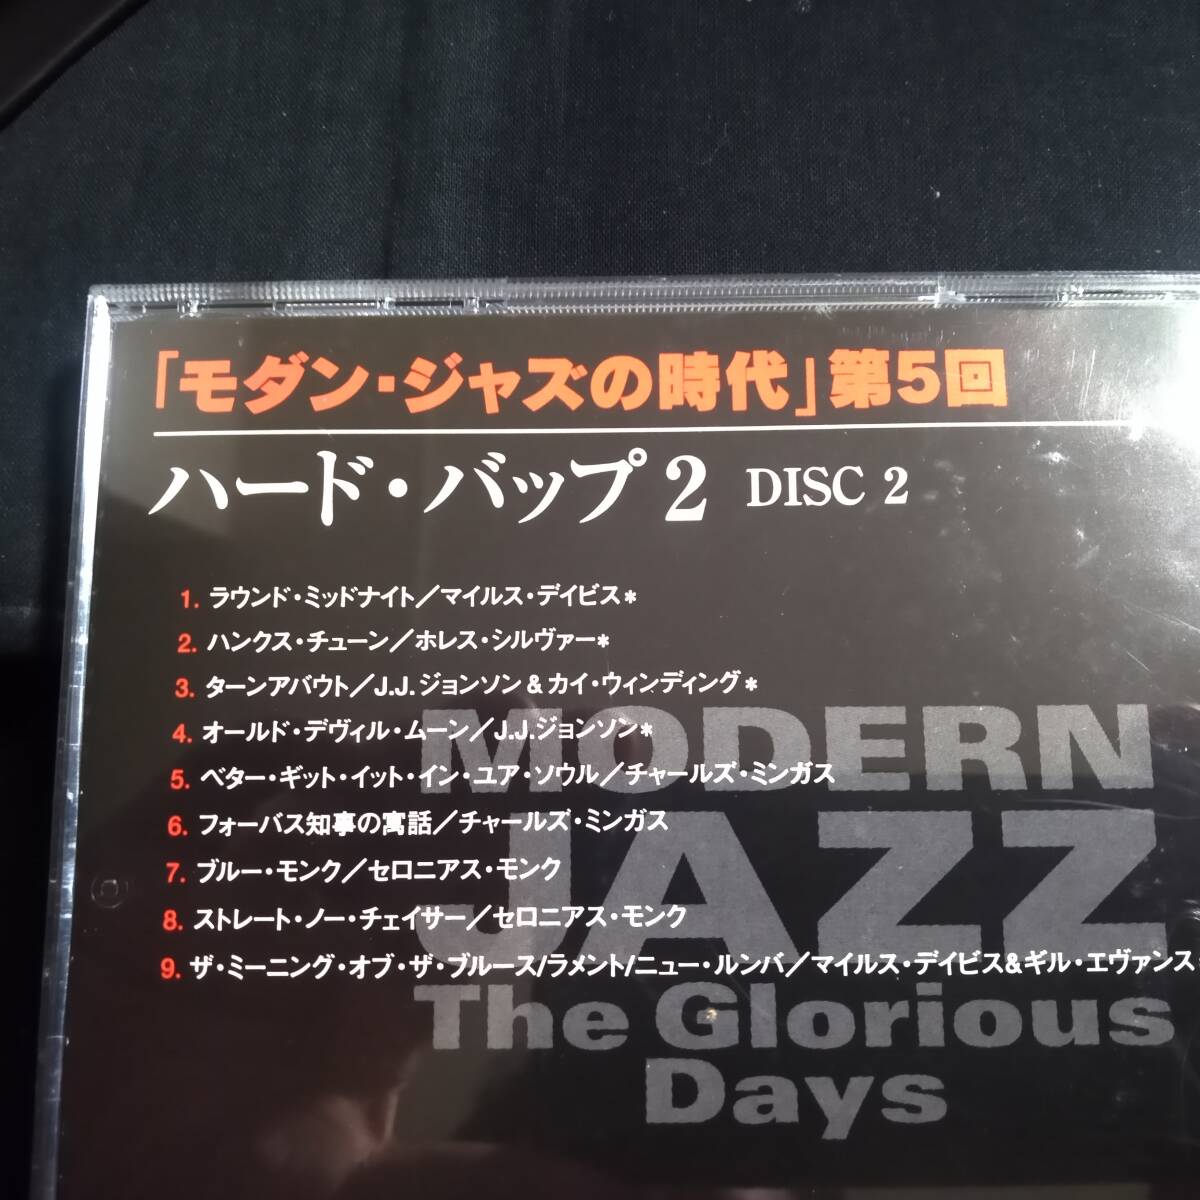 「モダン・ジャズの時代」第5回
ハード・バップ 2 DISC 2
1. ラウンド・ミッドナイト／マイルス・デイビス*
2. ハンクス・チューン／ホレス・シルヴァー*
3. ターンアバウト／J.J.ジョンソン&カイ・ウィンディング*
4. オールド・デヴィル・ムーン／J.J.ジョンソン*
5. ベター・ギット・イット・イン・ユア・ソウル／チャールズ・ミンガス
6. フォーバス知事の寓話／チャールズ・ミンガス
7. ブルー・モンク／セロニアス・モンク
8. ストレート・ノー・チェイサー／セロニアス・モンク
9. ザ・ミーニング・オブ・ザ・ブルース/ラメント/ニュー・ルンバ／マイルス・デイビス&ギル・エヴァンス*
MODERN
JAZZ
The Glorious
Days